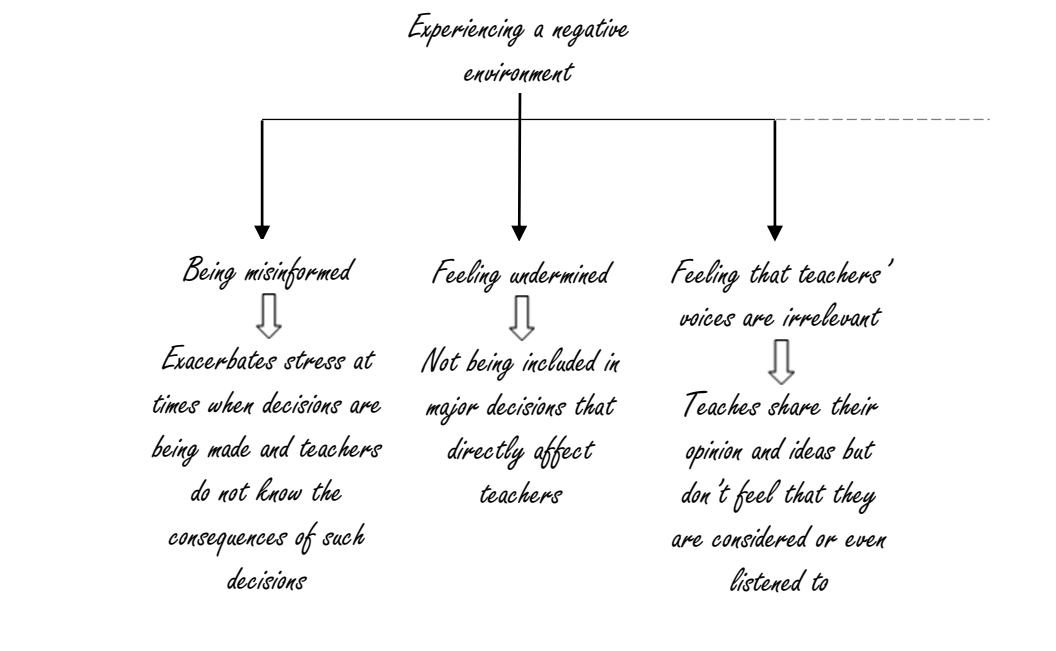 Experiencing a negative
environment
Being misinformed
Exacerbates stress at
times when decisions are
being made and teachers
do not know the
consequences of such
decisions
Feeling undermined
Not being included in
major decisions that
directly affect
teachers
Feeling that teachers'
voices are irrelevant
Teaches share their
opinion and ideas but
don't feel that they
are considered or even
listened to